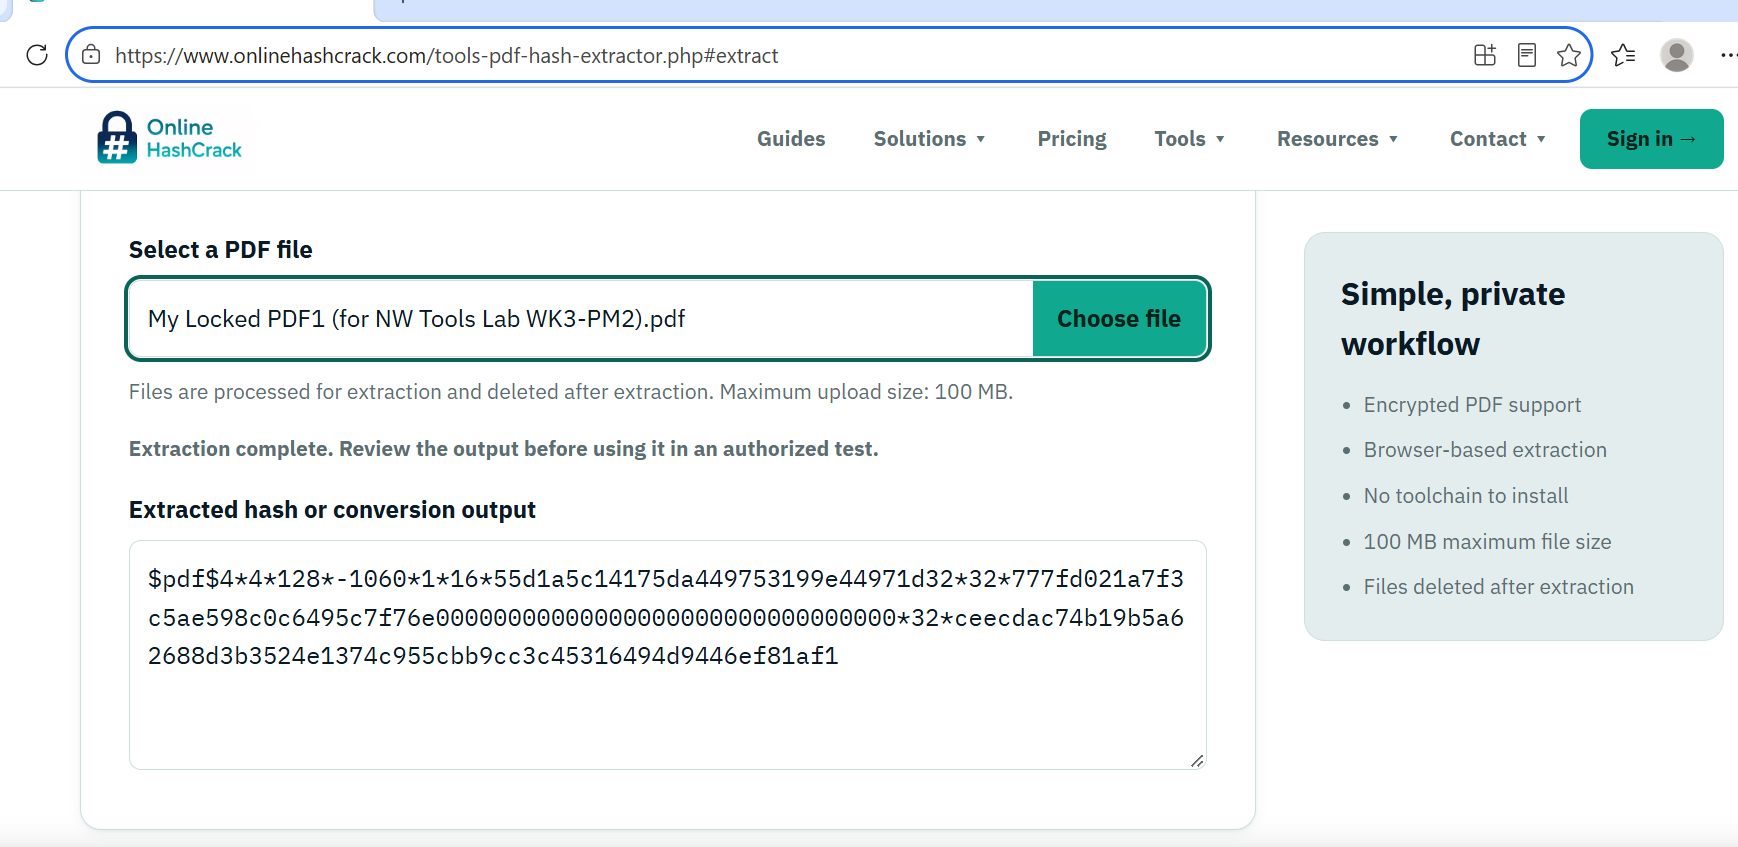 https://www.onlinehashcrack.com/tools-pdf-hash-extractor.php#extract
# Online
HashCrack
Guides
Solutions ▼
Pricing
Tools ▼
Resources ▼
Contact ▼
Sign in →
Select a PDF file
My Locked PDF1 (for NW Tools Lab WK3-PM2).pdf
Choose file
Files are processed for extraction and deleted after extraction. Maximum upload size: 100 MB.
Extraction complete. Review the output before using it in an authorized test.
Extracted hash or conversion output
$pdf$4*4*128*-1060*1*16*55d1a5c14175da449753199e44971d32*32*777fd021a7f3
c5ae598c0c6495c7f76e00000000000000000000000000000000*32*ceecdac74b19b5a6
2688d3b3524e1374c955cbb9cc3c45316494d9446ef81af1
Simple, private
workflow
• Encrypted PDF support
• Browser-based extraction
• No toolchain to install
• 100 MB maximum file size
• Files deleted after extraction